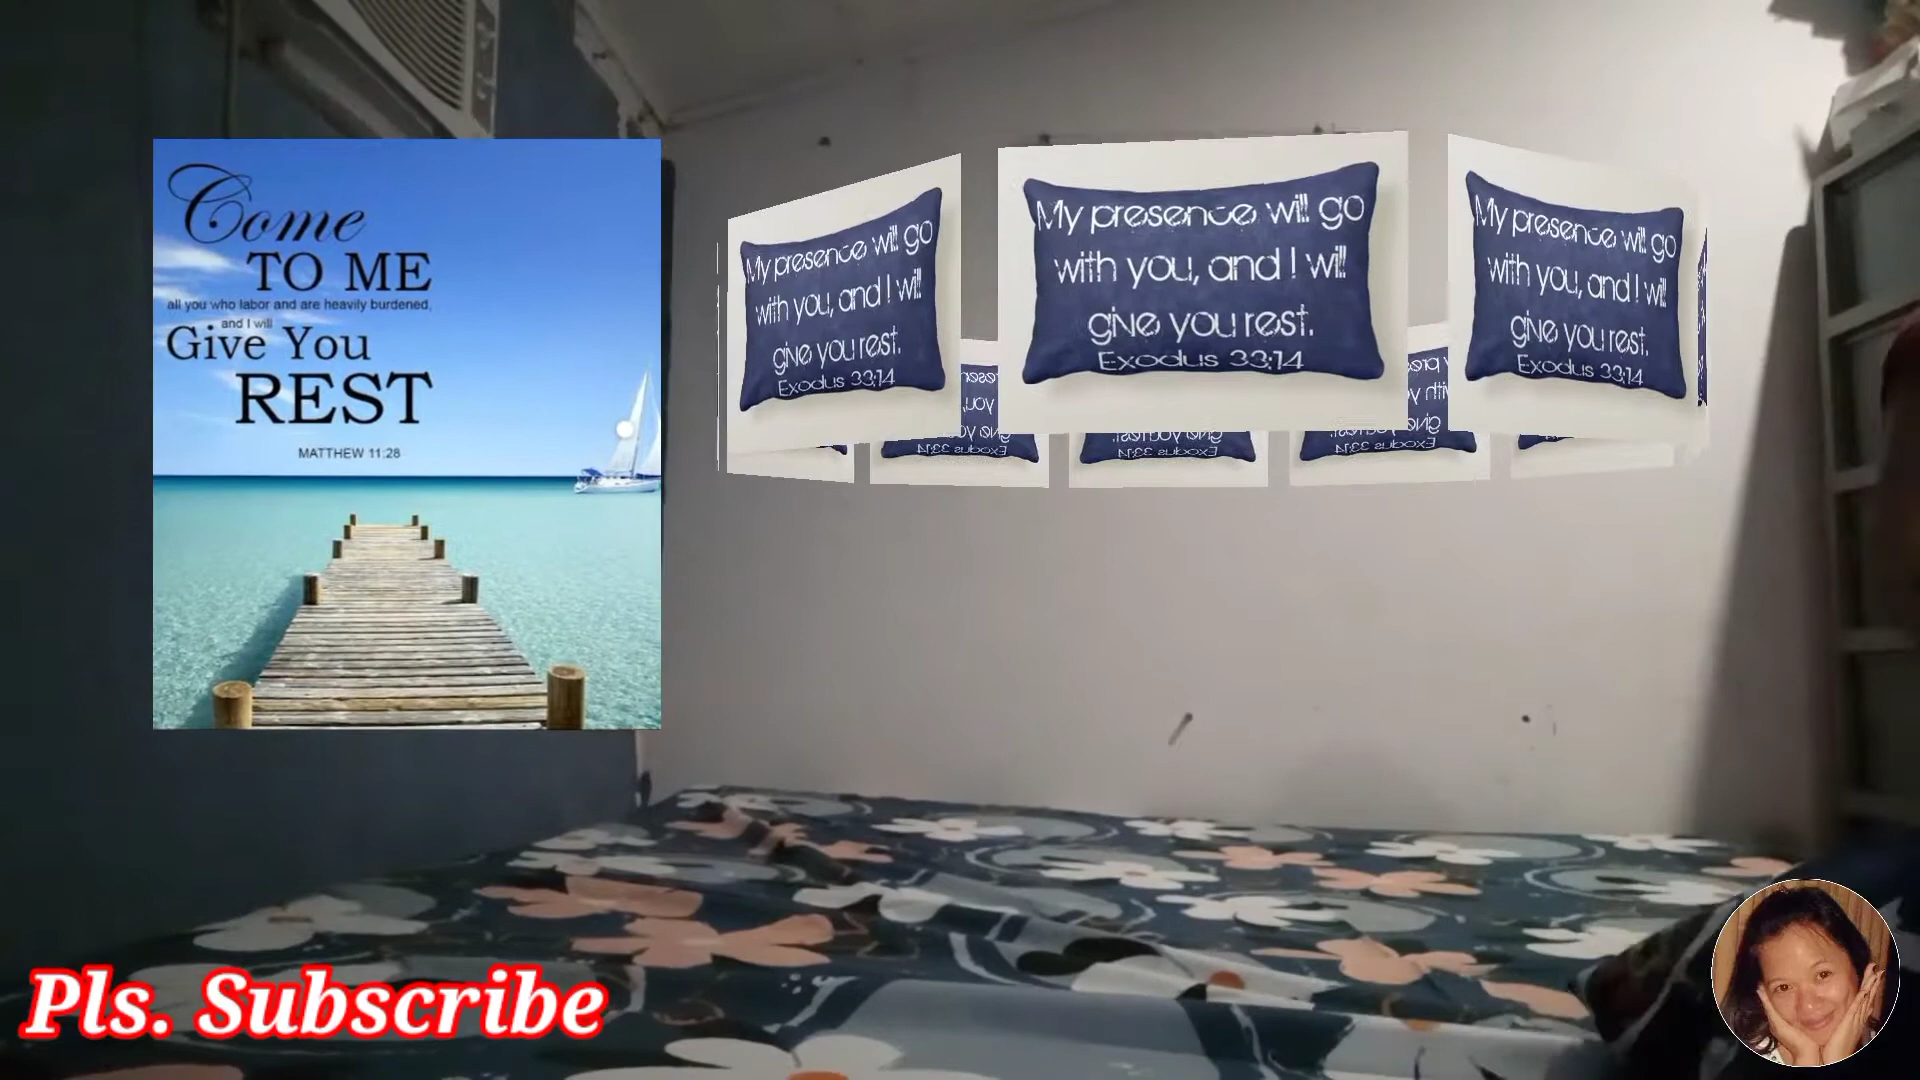 Come
TO ME
all you who labor and are heavily burdened,
and I will
Give You
REST
MATTHEW 11:28
My presence will go
with you, and I will
give you rest.
Exodus 33:14
My presence will go
with you, and I will
give you rest.
Exodus 33:14
My presence will go
with you, and I will
give you rest.
Exodus 33:14
Pls. Subscribe